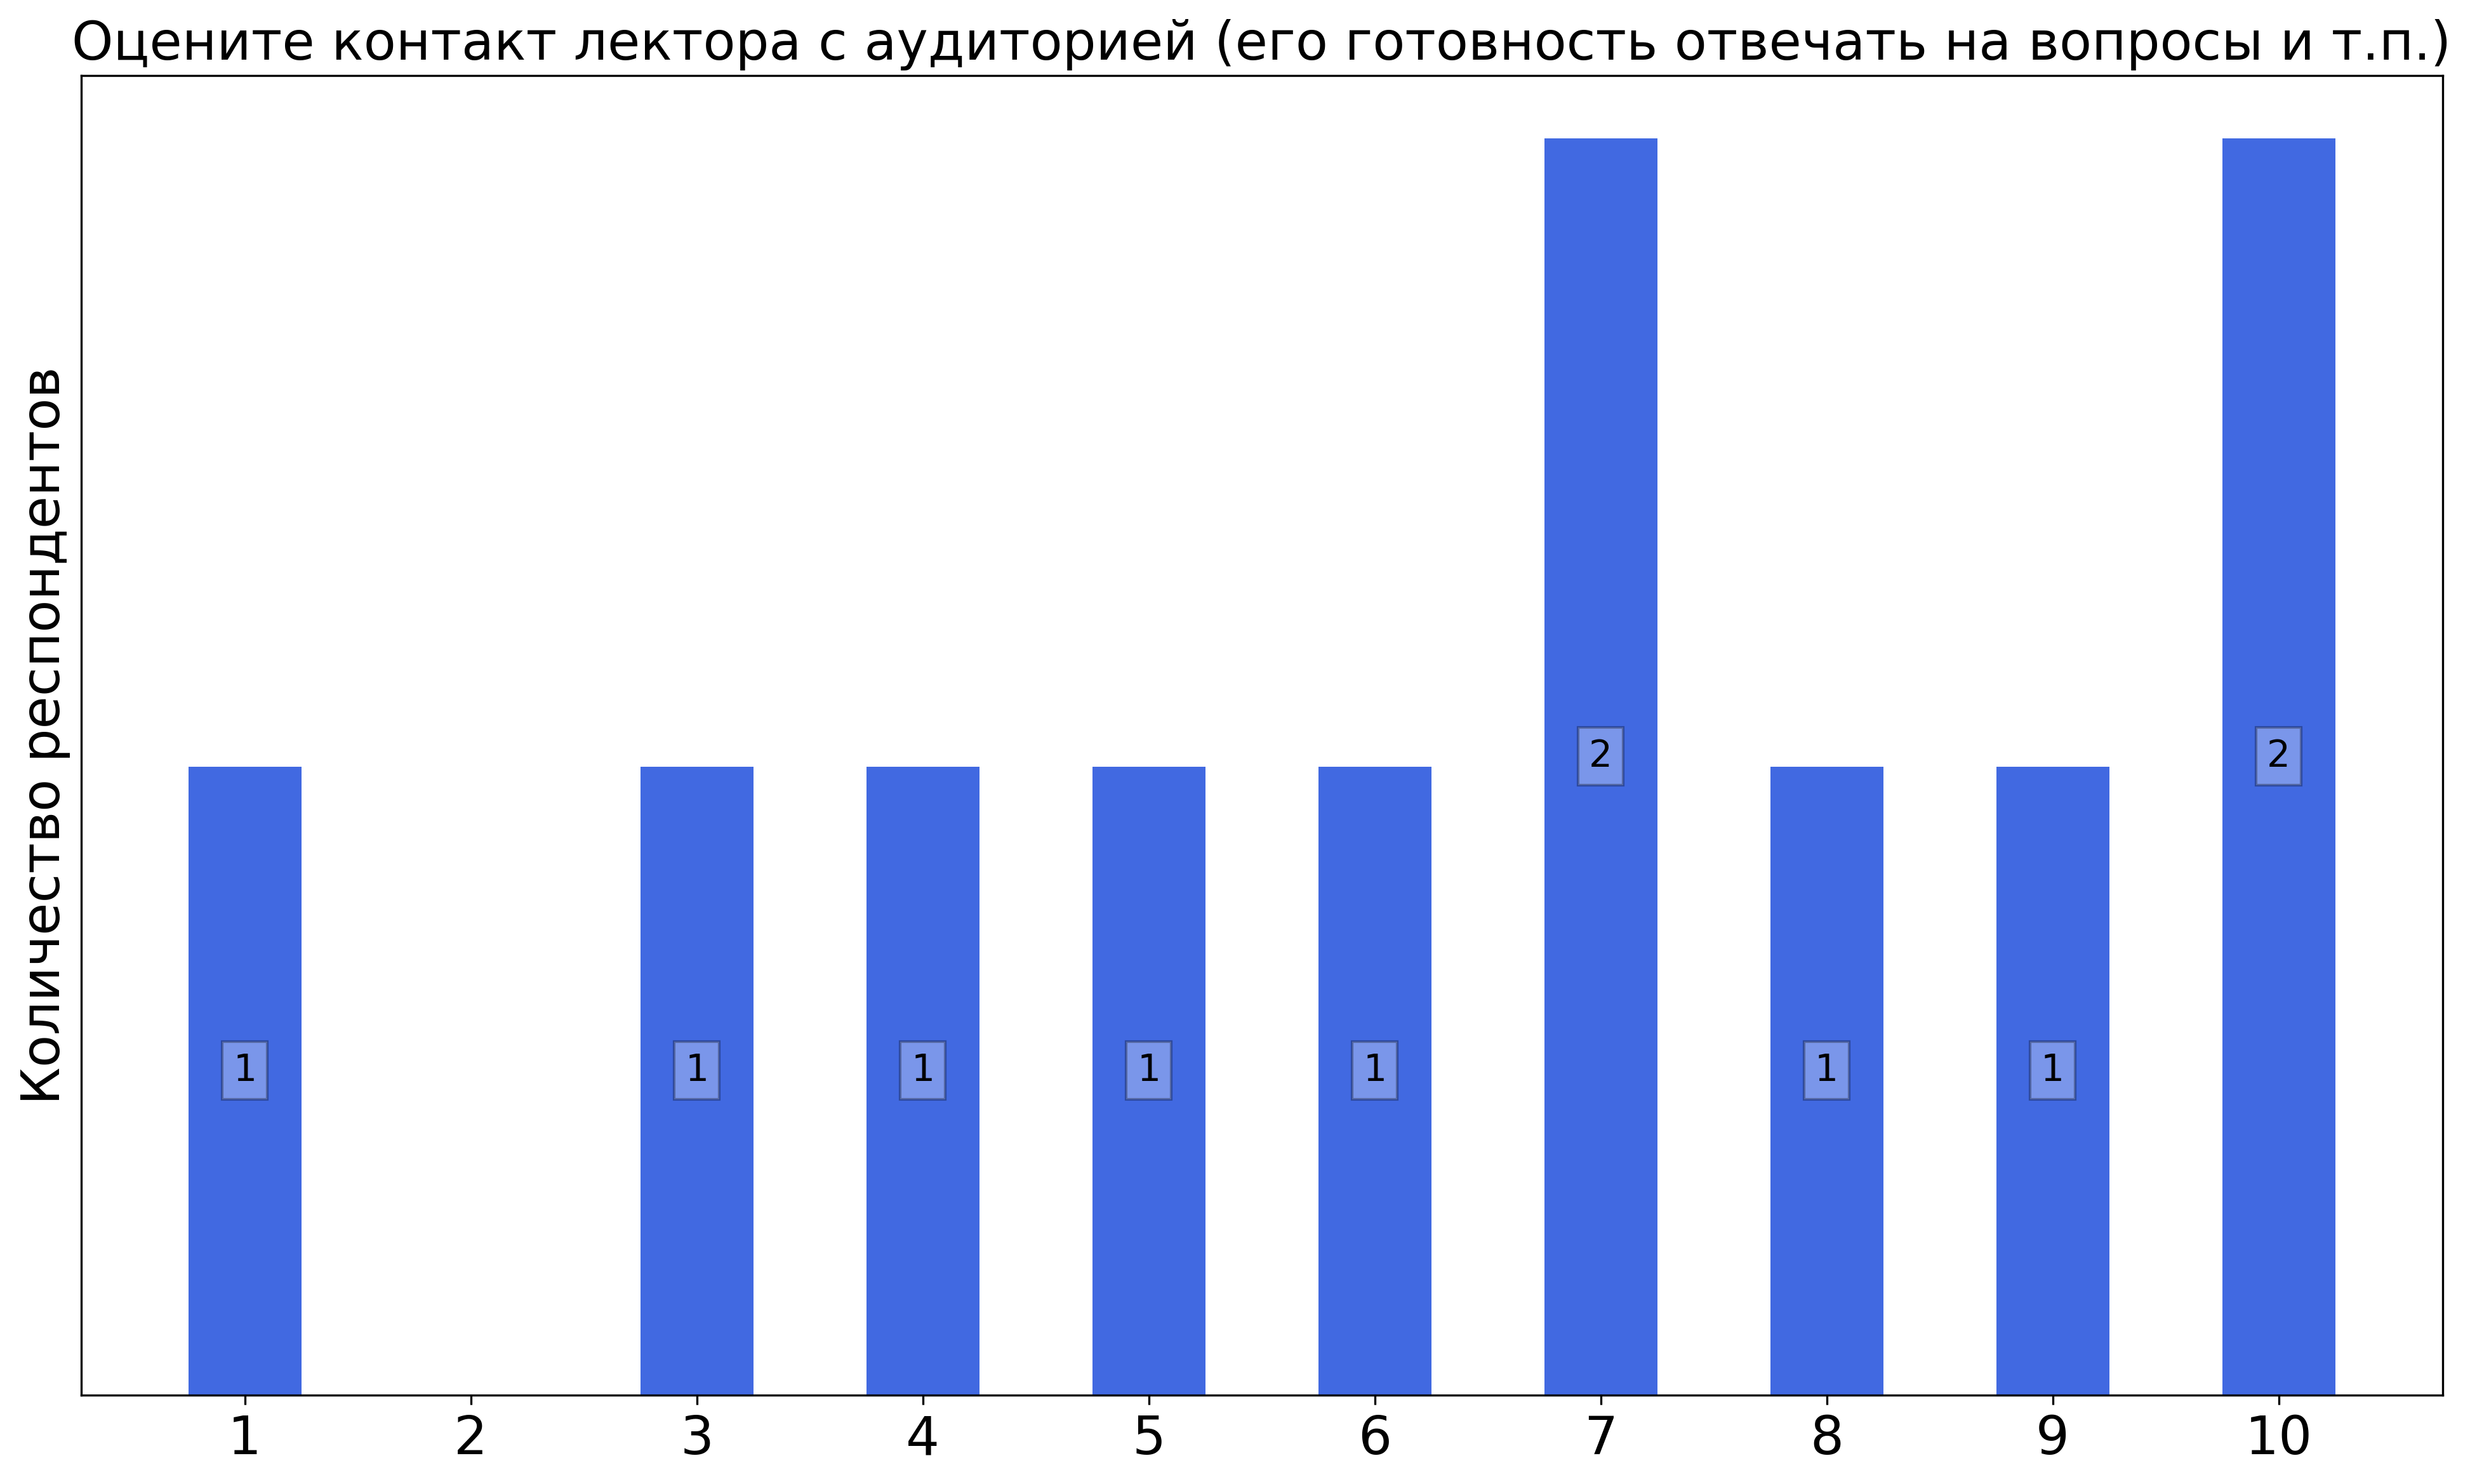 Оцените контакт лектора с аудиторией (его готовность отвечать на вопросы и т.п.)
Количество респондентов
2 2
1 1 1 1 1 1 1
1 2 3 4 5 6 7 8 9 10